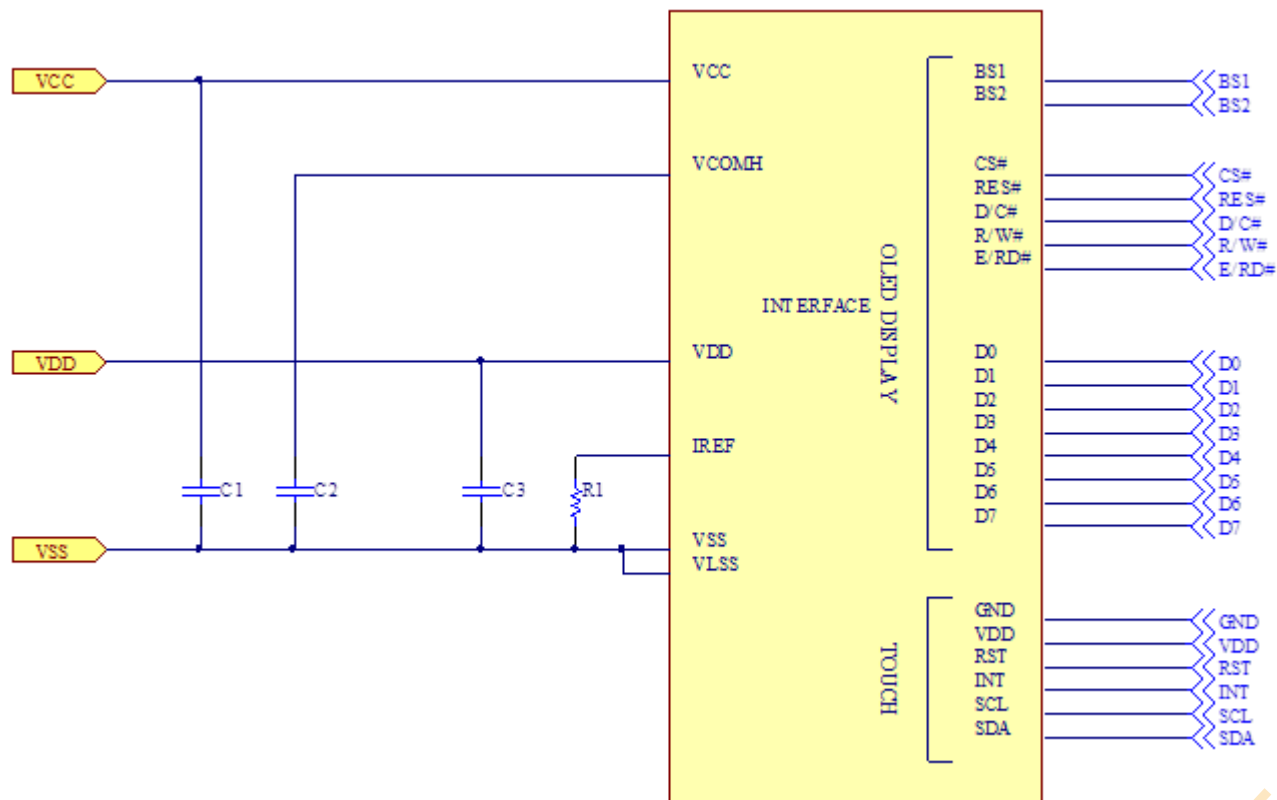 VCC
VDD
VSS
C1
C2
C3
R1
VCC
VCOMH
VDD
IREF
VSS
VLSS
INTERFACE
OLED DISPLAY
TOUCH
BS1
BS2
CS#
RES#
D/C#
R/W#
E/RD#
D0
D1
D2
D3
D4
D5
D6
D7
GND
VDD
RST
INT
SCL
SDA
BS1
BS2
CS#
RES#
D/C#
R/W#
E/RD#
D0
D1
D2
D3
D4
D5
D6
D7
GND
VDD
RST
INT
SCL
SDA